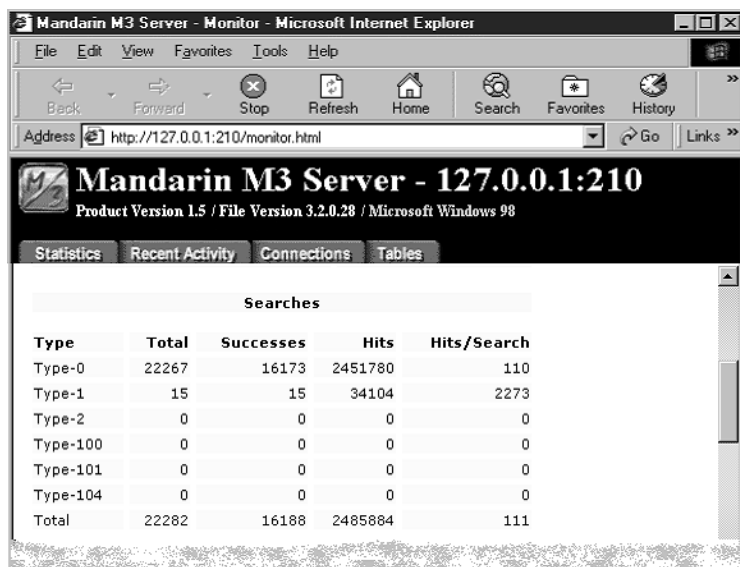 Mandarin M3 Server - Monitor - Microsoft Internet Explorer
File Edit View Favorites Tools Help
Back Forward Stop Refresh Home Search Favorites History »
Address http://127.0.0.1:210/monitor.html Go Links »
M/3 Mandarin M3 Server - 127.0.0.1:210
Product Version 1.5 / File Version 3.2.0.28 / Microsoft Windows 98
Statistics Recent Activity Connections Tables
Searches
Type Total Successes Hits Hits/Search
Type-0 22267 16173 2451780 110
Type-1 15 15 34104 2273
Type-2 0 0 0 0
Type-100 0 0 0 0
Type-101 0 0 0 0
Type-104 0 0 0 0
Total 22282 16188 2485884 111